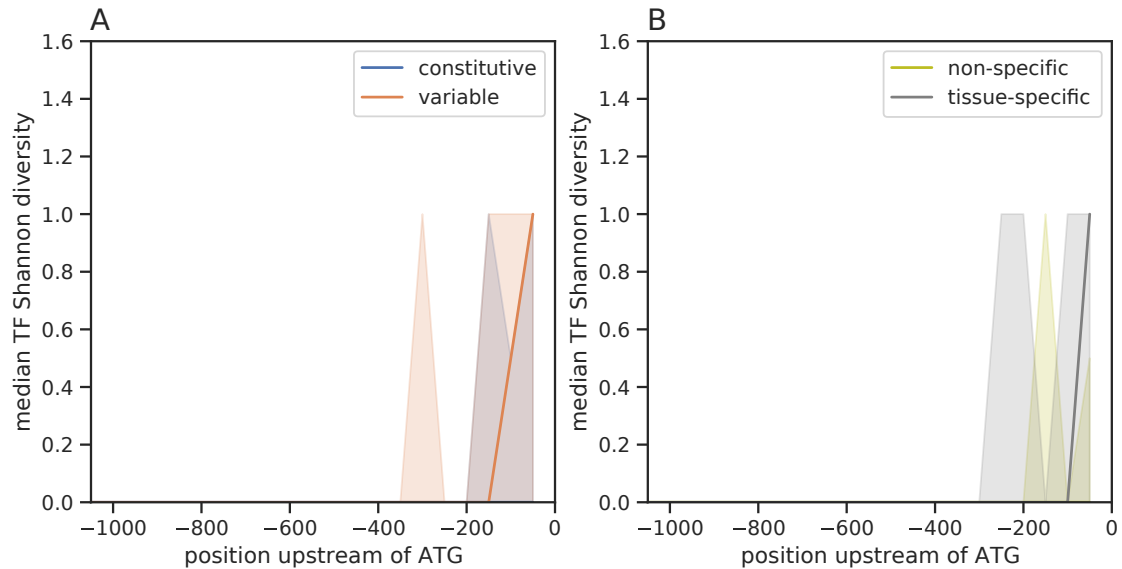 A
1.6
1.4
1.2
1.0
0.8
0.6
0.4
0.2
0.0
median TF Shannon diversity
constitutive
variable
−1000 −800 −600 −400 −200 0
position upstream of ATG
B
1.6
1.4
1.2
1.0
0.8
0.6
0.4
0.2
0.0
median TF Shannon diversity
non-specific
tissue-specific
−1000 −800 −600 −400 −200 0
position upstream of ATG